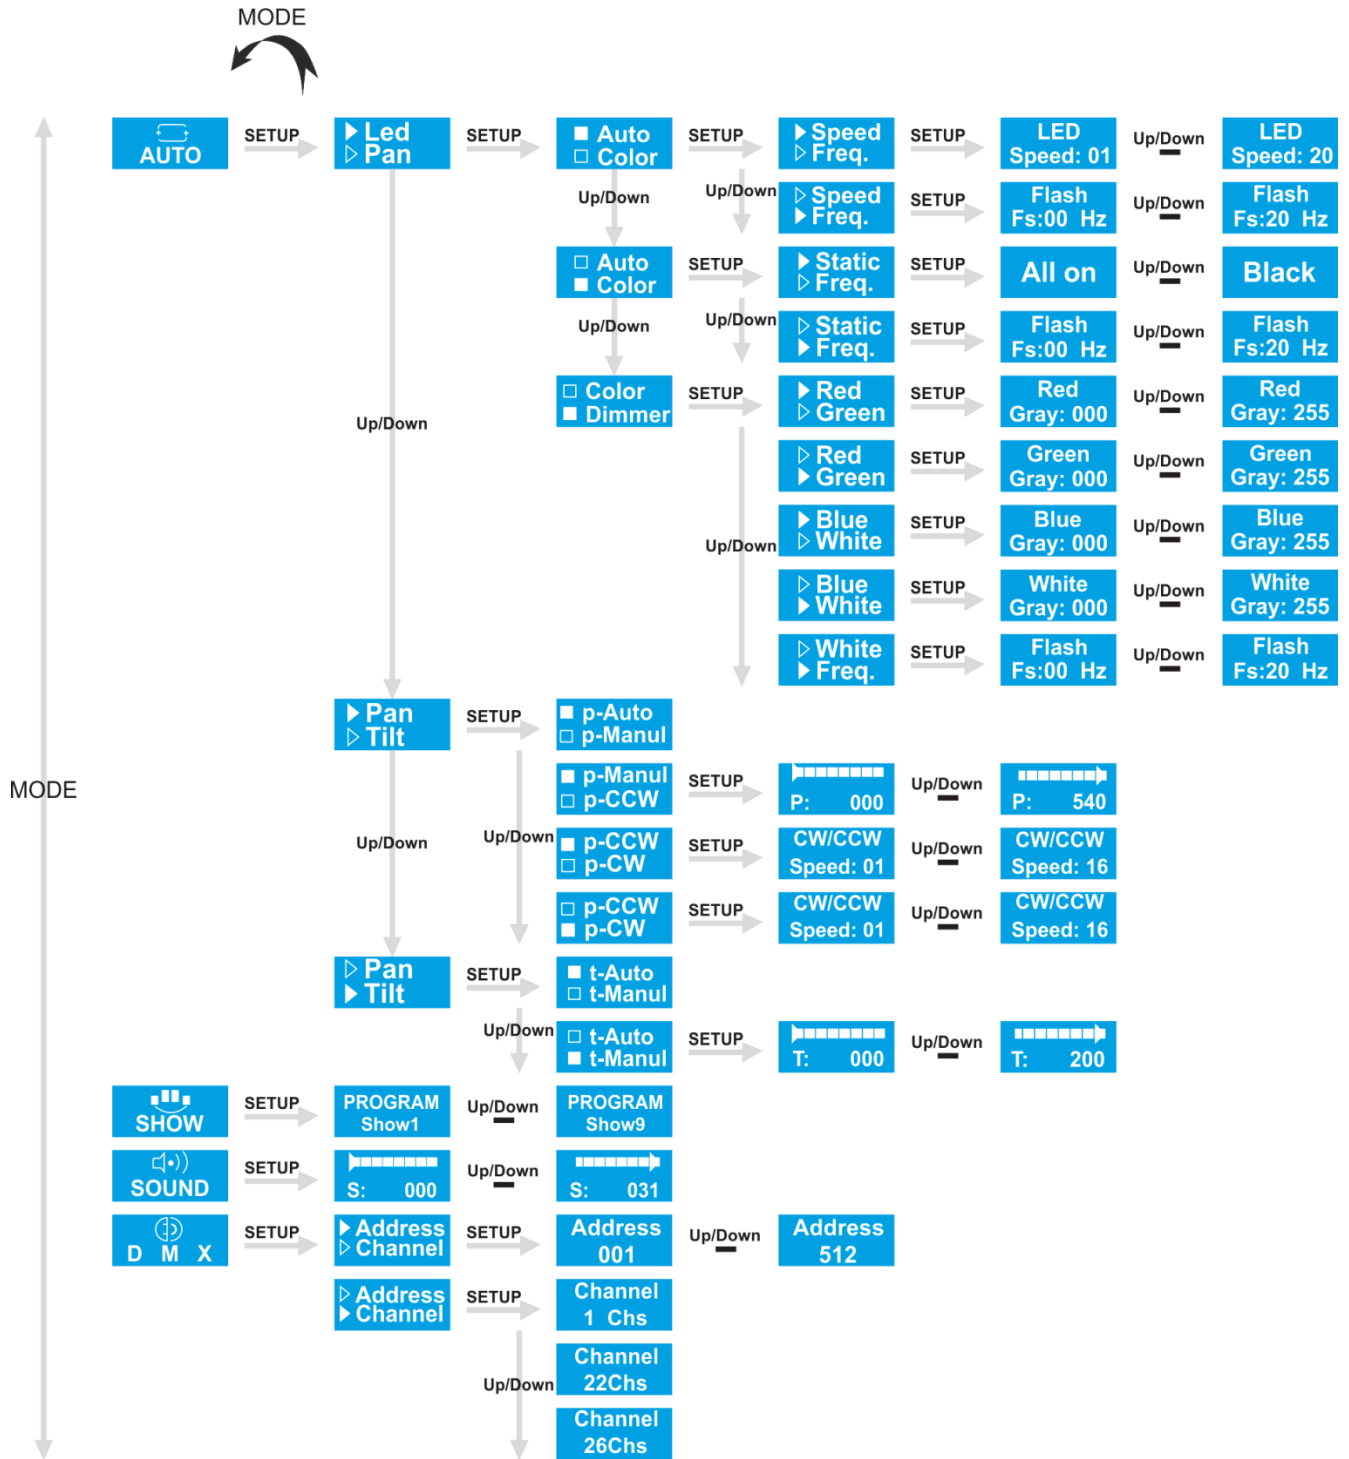 MODE
AUTO
SETUP
Led
Pan
SETUP
Auto
Color
SETUP
Speed
Freq.
SETUP
LED
Speed: 01
Up/Down
LED
Speed: 20
Up/Down
Up/Down
Speed
Freq.
SETUP
Flash
Fs:00 Hz
Up/Down
Flash
Fs:20 Hz
Auto
Color
SETUP
Static
Freq.
SETUP
All on
Up/Down
Black
Up/Down
Up/Down
Static
Freq.
SETUP
Flash
Fs:00 Hz
Up/Down
Flash
Fs:20 Hz
Color
Dimmer
SETUP
Red
Green
SETUP
Red
Gray: 000
Up/Down
Red
Gray: 255
Up/Down
Red
Green
SETUP
Green
Gray: 000
Up/Down
Green
Gray: 255
Up/Down
Blue
White
SETUP
Blue
Gray: 000
Up/Down
Blue
Gray: 255
Blue
White
SETUP
White
Gray: 000
Up/Down
White
Gray: 255
White
Freq.
SETUP
Flash
Fs:00 Hz
Up/Down
Flash
Fs:20 Hz
Pan
Tilt
SETUP
p-Auto
p-Manul
MODE
p-Manul
p-CCW
SETUP
P: 000
Up/Down
P: 540
Up/Down
Up/Down
p-CCW
p-CW
SETUP
CW/CCW
Speed: 01
Up/Down
CW/CCW
Speed: 16
p-CCW
p-CW
SETUP
CW/CCW
Speed: 01
Up/Down
CW/CCW
Speed: 16
Pan
Tilt
SETUP
t-Auto
t-Manul
Up/Down
t-Auto
t-Manul
SETUP
T: 000
Up/Down
T: 200
SHOW
SETUP
PROGRAM
Show1
Up/Down
PROGRAM
Show9
SOUND
SETUP
S: 000
Up/Down
S: 031
D M X
SETUP
Address
Channel
SETUP
Address
001
Up/Down
Address
512
Address
Channel
SETUP
Channel
1 Chs
Up/Down
Channel
22Chs
Channel
26Chs